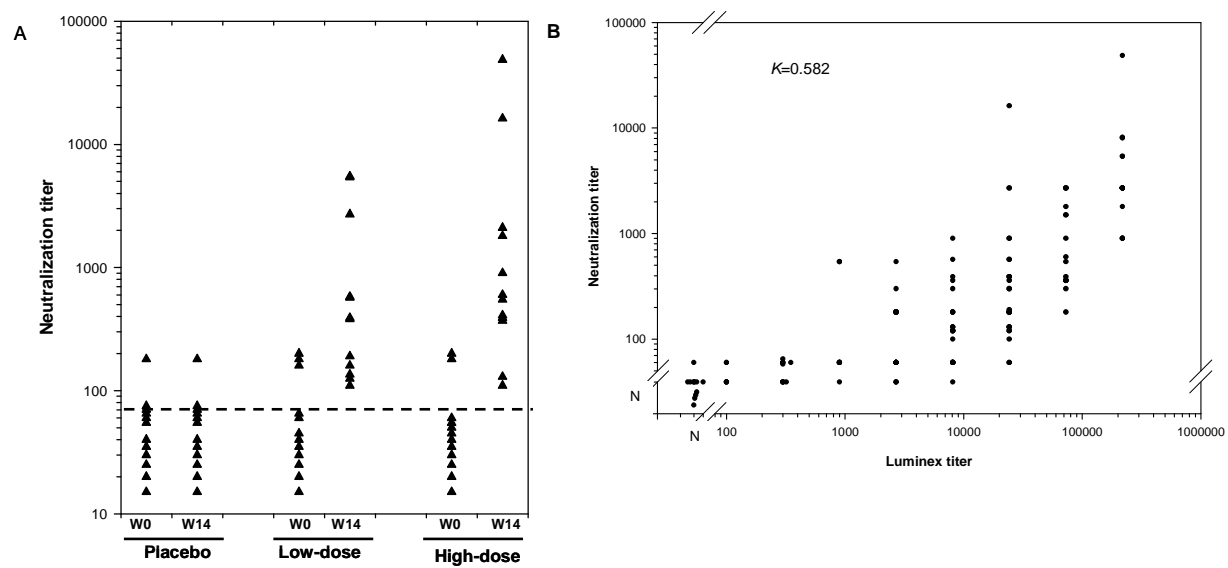 A
Neutralization titer
100000
10000
1000
100
10
W0 W14 W0 W14 W0 W14
Placebo Low-dose High-dose
B
K=0.582
Neutralization titer
100000
10000
1000
100
N
N 100 1000 10000 100000 1000000
Luminex titer